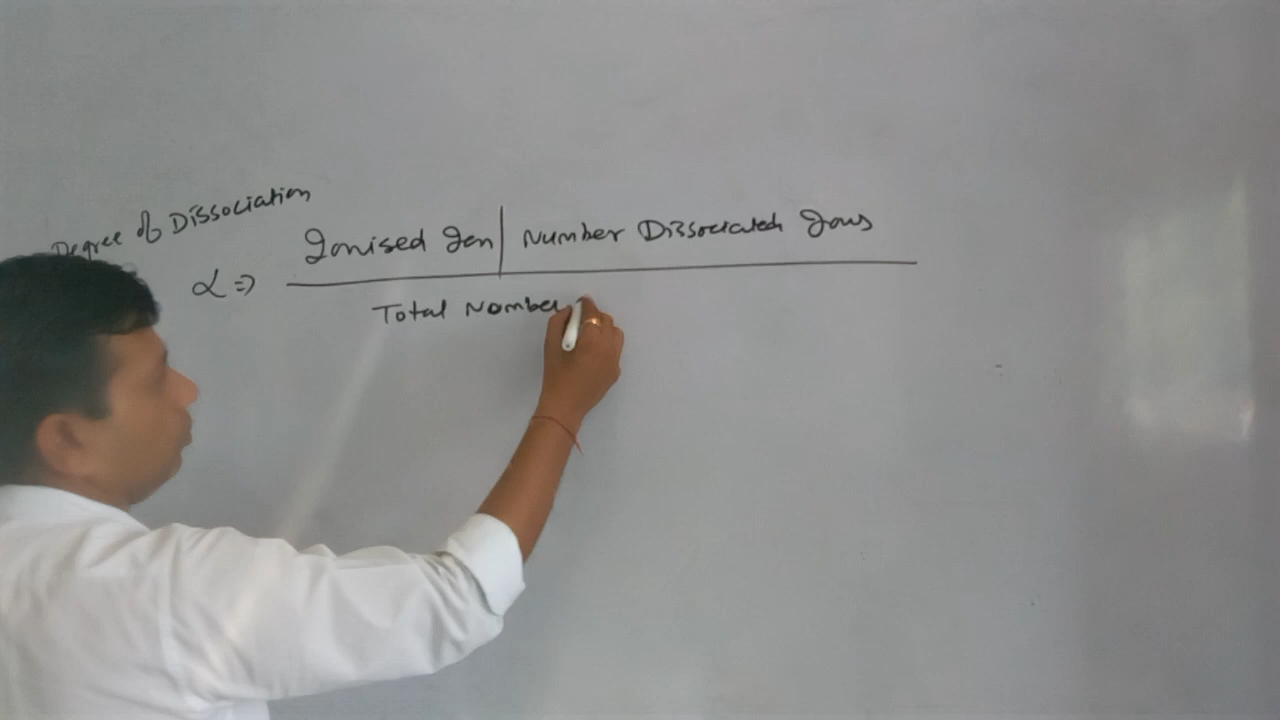 Degree of Dissociation
α ⇒ Ionised Ion | Number Dissociated Ions
Total Number